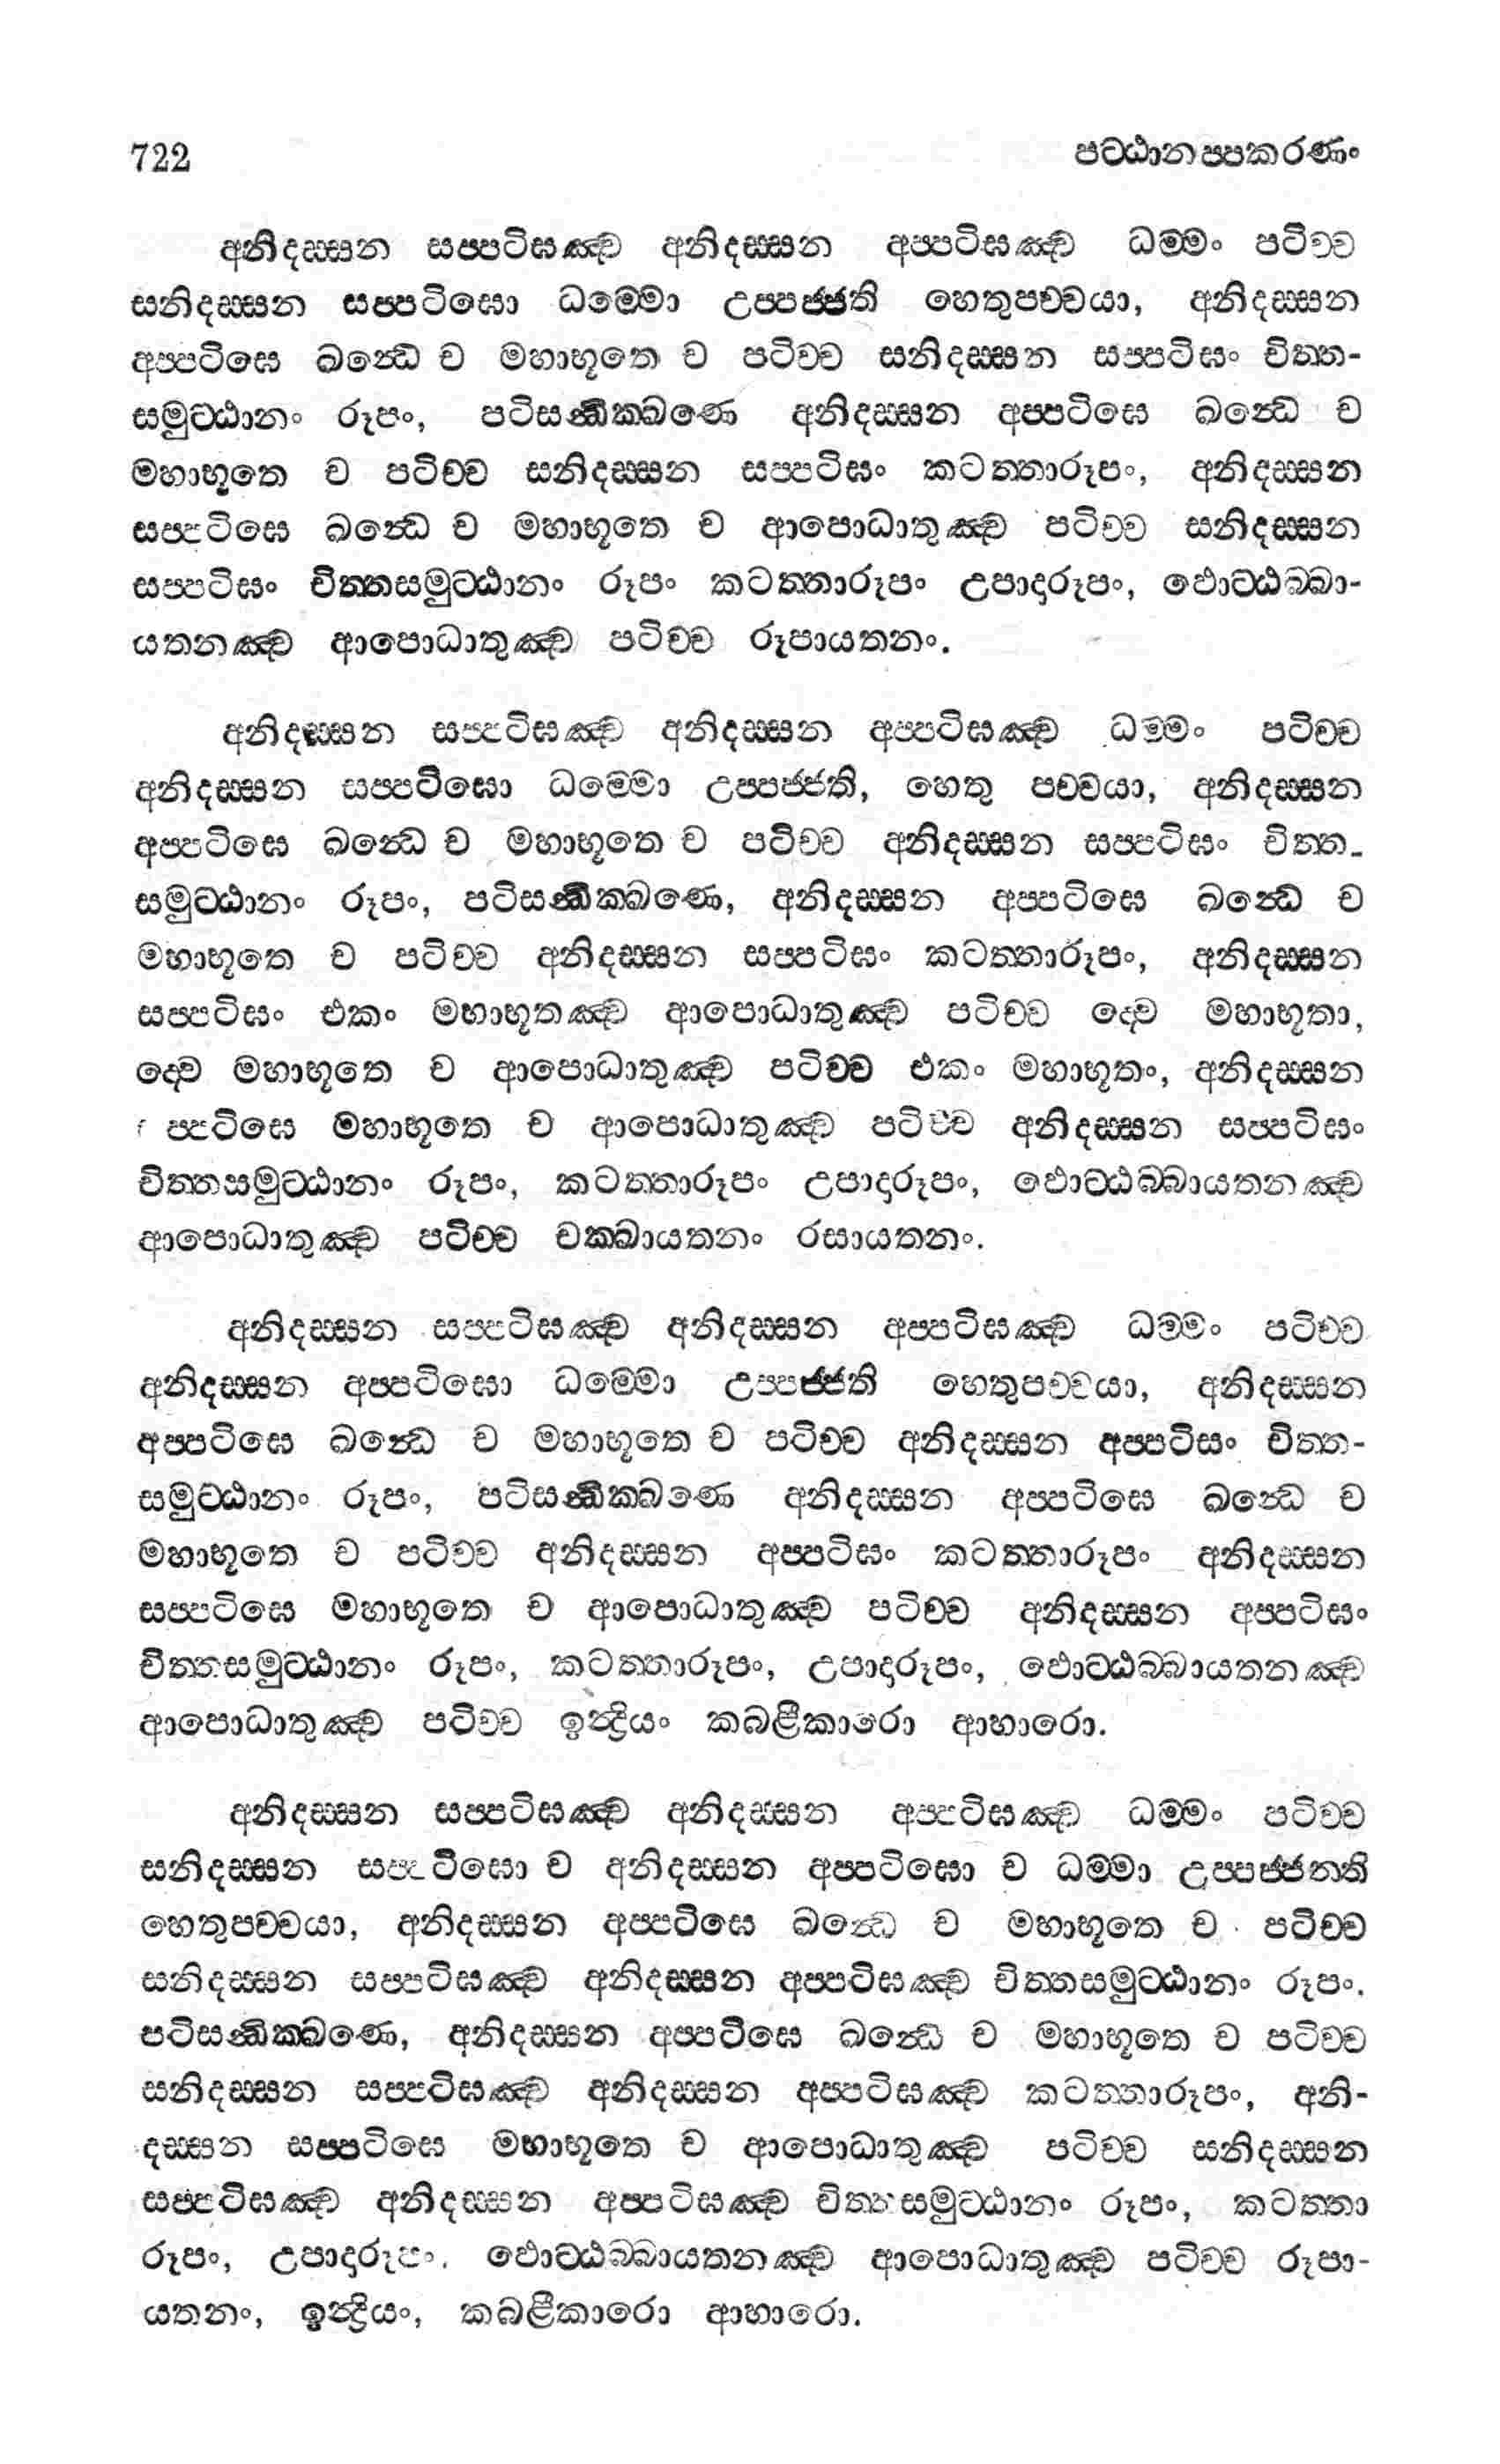 722 පට්ඨානප්පකරණං
අනිදස්සන සප්පටිඝඤ්ච අනිදස්සන අප්පටිඝඤ්ච ධම්මං පටිච්ච
සනිදස්සන සප්පටිඝො ධම්මො උප්පජ්ජති හෙතුපච්චයා, අනිදස්සන
අප්පටිඝෙ ඛන්ධෙ ච මහාභූතෙ ච පටිච්ච සනිදස්සන සප්පටිඝං චිත්ත-
සමුට්ඨානං රූපං, පටිසන්ධික්ඛණෙ අනිදස්සන අප්පටිඝෙ ඛන්ධෙ ච
මහාභූතෙ ච පටිච්ච සනිදස්සන සප්පටිඝං කටත්තාරූපං, අනිදස්සන
සප්පටිඝෙ ඛන්ධෙ ච මහාභූතෙ ච ආපොධාතුඤ්ච පටිච්ච සනිදස්සන
සප්පටිඝං චිත්තසමුට්ඨානං රූපං කටත්තාරූපං උපාදාරූපං, ඵොට්ඨබ්බා-
යතනඤ්ච ආපොධාතුඤ්ච පටිච්ච රූපායතනං.
අනිදස්සන සප්පටිඝඤ්ච අනිදස්සන අප්පටිඝඤ්ච ධම්මං පටිච්ච
අනිදස්සන සප්පටිඝො ධම්මො උප්පජ්ජති, හෙතු පච්චයා, අනිදස්සන
අප්පටිඝෙ ඛන්ධෙ ච මහාභූතෙ ච පටිච්ච අනිදස්සන සප්පටිඝං චිත්ත-
සමුට්ඨානං රූපං, පටිසන්ධික්ඛණෙ, අනිදස්සන අප්පටිඝෙ ඛන්ධෙ ච
මහාභූතෙ ච පටිච්ච අනිදස්සන සප්පටිඝං කටත්තාරූපං, අනිදස්සන
සප්පටිඝං එකං මහාභූතඤ්ච ආපොධාතුඤ්ච පටිච්ච ද්වෙ මහාභූතා,
ද්වෙ මහාභූතෙ ච ආපොධාතුඤ්ච පටිච්ච එකං මහාභූතං, අනිදස්සන
ප්පටිඝෙ මහාභූතෙ ච ආපොධාතුඤ්ච පටිච්ච අනිදස්සන සප්පටිඝං
චිත්තසමුට්ඨානං රූපං, කටත්තාරූපං උපාදාරූපං, ඵොට්ඨබ්බායතනඤ්ච
ආපොධාතුඤ්ච පටිච්ච චක්ඛායතනං රසායතනං.
අනිදස්සන සප්පටිඝඤ්ච අනිදස්සන අප්පටිඝඤ්ච ධම්මං පටිච්ච
අනිදස්සන අප්පටිඝො ධම්මො උප්පජ්ජති හෙතුපච්චයා, අනිදස්සන
අප්පටිඝෙ ඛන්ධෙ ච මහාභූතෙ ච පටිච්ච අනිදස්සන අප්පටිඝං චිත්ත-
සමුට්ඨානං රූපං, පටිසන්ධික්ඛණෙ අනිදස්සන අප්පටිඝෙ ඛන්ධෙ ච
මහාභූතෙ ච පටිච්ච අනිදස්සන අප්පටිඝං කටත්තාරූපං අනිදස්සන
සප්පටිඝෙ මහාභූතෙ ච ආපොධාතුඤ්ච පටිච්ච අනිදස්සන අප්පටිඝං
චිත්තසමුට්ඨානං රූපං, කටත්තාරූපං, උපාදාරූපං, ඵොට්ඨබ්බායතනඤ්ච
ආපොධාතුඤ්ච පටිච්ච ඉන්ද්‍රියං කබළීකාරො ආහාරො.
අනිදස්සන සප්පටිඝඤ්ච අනිදස්සන අප්පටිඝඤ්ච ධම්මං පටිච්ච
සනිදස්සන සප්පටිඝො ච අනිදස්සන අප්පටිඝො ච ධම්මා උප්පජ්ජන්ති
හෙතුපච්චයා, අනිදස්සන අප්පටිඝෙ ඛන්ධෙ ච මහාභූතෙ ච පටිච්ච
සනිදස්සන සප්පටිඝඤ්ච අනිදස්සන අප්පටිඝඤ්ච චිත්තසමුට්ඨානං රූපං.
පටිසන්ධික්ඛණෙ, අනිදස්සන අප්පටිඝෙ ඛන්ධෙ ච මහාභූතෙ ච පටිච්ච
සනිදස්සන සප්පටිඝඤ්ච අනිදස්සන අප්පටිඝඤ්ච කටත්තාරූපං, අනි-
දස්සන සප්පටිඝෙ මහාභූතෙ ච ආපොධාතුඤ්ච පටිච්ච සනිදස්සන
සප්පටිඝඤ්ච අනිදස්සන අප්පටිඝඤ්ච චිත්තසමුට්ඨානං රූපං, කටත්තා
රූපං, උපාදාරූපං. ඵොට්ඨබ්බායතනඤ්ච ආපොධාතුඤ්ච පටිච්ච රූපා-
යතනං, ඉන්ද්‍රියං, කබළීකාරො ආහාරො.